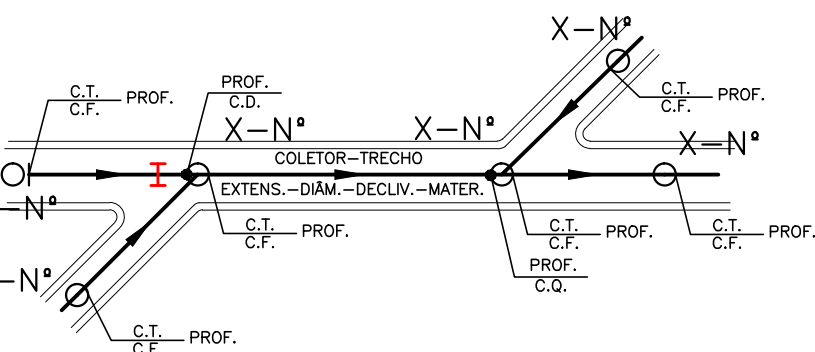 X–Nº
C.T.
C.F.
PROF.
PROF.
C.D.
C.T.
C.F.
PROF.
X–Nº
X–Nº
X–Nº
COLETOR–TRECHO
EXTENS.–DIÂM.–DECLIV.–MATER.
–Nº
C.T.
C.F.
PROF.
C.T.
C.F.
PROF.
C.T.
C.F.
PROF.
PROF.
C.Q.
–Nº
C.T.
C.F.
PROF.